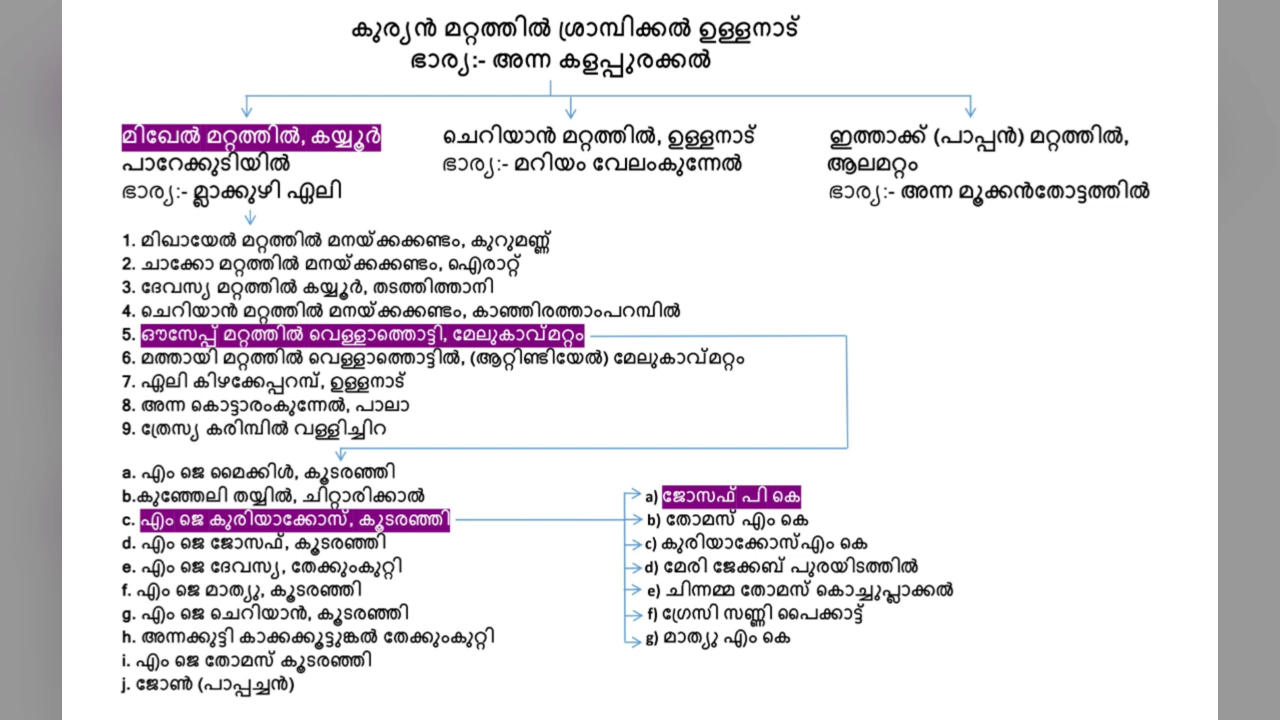 കുര്യൻ മറ്റത്തിൽ ശ്രാമ്പിക്കൽ ഉള്ളനാട്
ഭാര്യ:- അന്ന കളപ്പുരക്കൽ
മിഖേൽ മറ്റത്തിൽ, കയ്യൂർ
പാറേക്കുടിയിൽ
ഭാര്യ:- മ്ലാക്കുഴി ഏലി
ചെറിയാൻ മറ്റത്തിൽ, ഉള്ളനാട്
ഭാര്യ:- മറിയം വേലംകുന്നേൽ
ഇത്താക്ക് (പാപ്പൻ) മറ്റത്തിൽ,
ആലമറ്റം
ഭാര്യ:- അന്ന മൂക്കൻതോട്ടത്തിൽ
1. മിഖായേൽ മറ്റത്തിൽ മനയ്ക്കക്കണ്ടം, കുറുമണ്ണ്
2. ചാക്കോ മറ്റത്തിൽ മനയ്ക്കക്കണ്ടം, ഐരാറ്റ്
3. ദേവസ്യ മറ്റത്തിൽ കയ്യൂർ, തടത്തിത്താനി
4. ചെറിയാൻ മറ്റത്തിൽ മനയ്ക്കക്കണ്ടം, കാഞ്ഞിരത്താംപറമ്പിൽ
5. ഔസേപ്പ് മറ്റത്തിൽ വെള്ളാത്തൊട്ടി, മേലുകാവ്മറ്റം
6. മത്തായി മറ്റത്തിൽ വെള്ളാത്തൊട്ടിൽ, (ആറ്റിണ്ടിയേൽ) മേലുകാവ്മറ്റം
7. ഏലി കിഴക്കേപ്പറമ്പ്, ഉള്ളനാട്
8. അന്ന കൊട്ടാരംകുന്നേൽ, പാലാ
9. ത്രേസ്യ കരിമ്പിൽ വള്ളിച്ചിറ
a. എം ജെ മൈക്കിൾ, കൂടരഞ്ഞി
b.കുഞ്ഞേലി തയ്യിൽ, ചിറ്റാരിക്കാൽ
c. എം ജെ കുരിയാക്കോസ്, കൂടരഞ്ഞി
d. എം ജെ ജോസഫ്, കൂടരഞ്ഞി
e. എം ജെ ദേവസ്യ, തേക്കുംകുറ്റി
f. എം ജെ മാത്യു, കൂടരഞ്ഞി
g. എം ജെ ചെറിയാൻ, കൂടരഞ്ഞി
h. അന്നക്കുട്ടി കാക്കക്കൂട്ടുങ്കൽ തേക്കുംകുറ്റി
i. എം ജെ തോമസ് കൂടരഞ്ഞി
j. ജോൺ (പാപ്പച്ചൻ)
a) ജോസഫ് പി കെ
b) തോമസ് എം കെ
c) കുരിയാക്കോസ്എം കെ
d) മേരി ജേക്കബ് പുരയിടത്തിൽ
e) ചിന്നമ്മ തോമസ് കൊച്ചുപ്ലാക്കൽ
f) ഗ്രേസി സണ്ണി പൈക്കാട്ട്
g) മാത്യു എം കെ